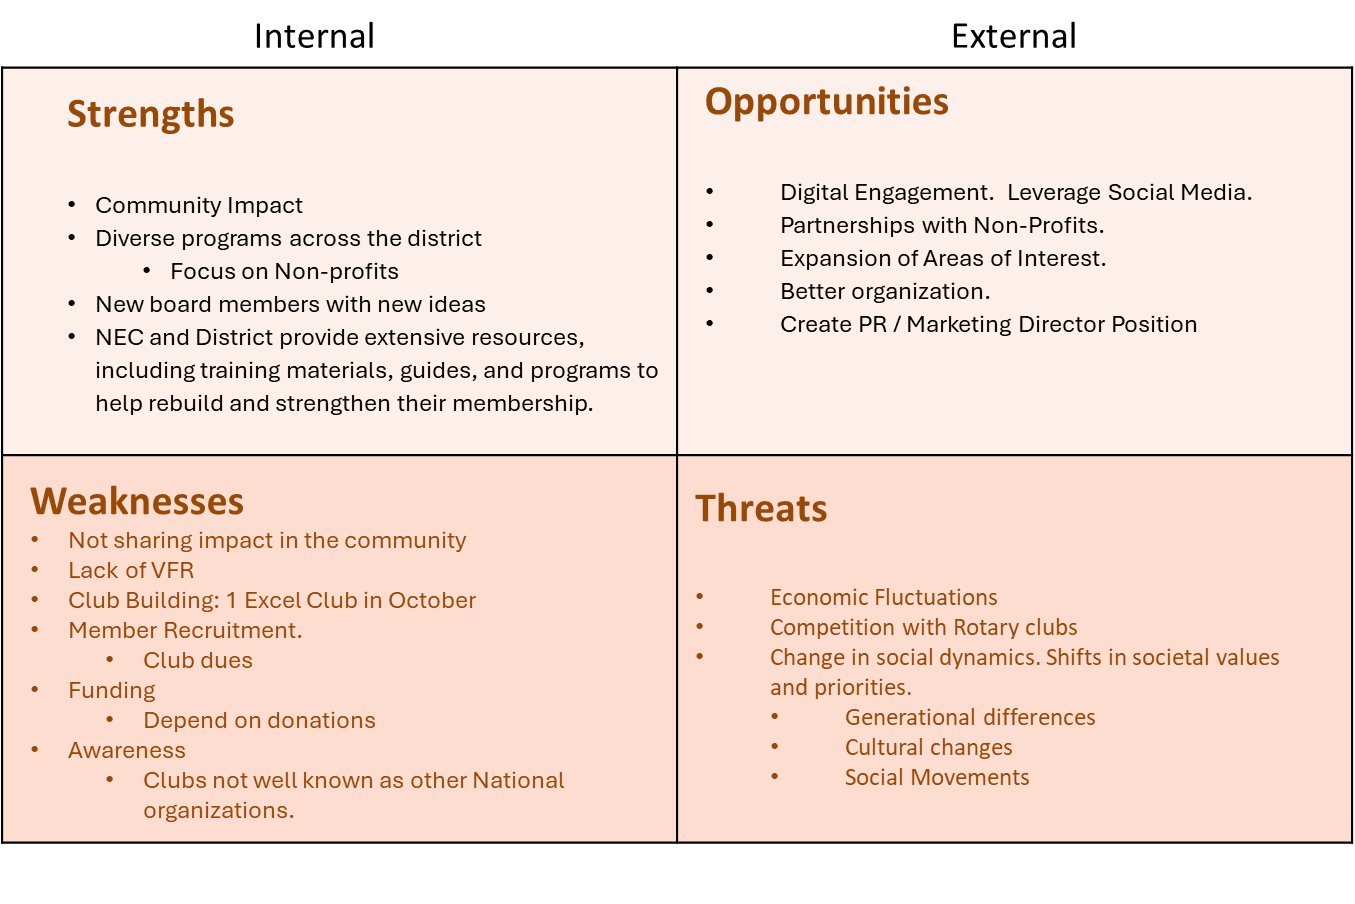 Internal
External
Strengths
• Community Impact
• Diverse programs across the district
• Focus on Non-profits
• New board members with new ideas
• NEC and District provide extensive resources,
including training materials, guides, and programs to
help rebuild and strengthen their membership.
Opportunities
• Digital Engagement.  Leverage Social Media.
• Partnerships with Non-Profits.
• Expansion of Areas of Interest.
• Better organization.
• Create PR / Marketing Director Position
Weaknesses
• Not sharing impact in the community
• Lack of VFR
• Club Building: 1 Excel Club in October
• Member Recruitment.
• Club dues
• Funding
• Depend on donations
• Awareness
• Clubs not well known as other National
organizations.
Threats
• Economic Fluctuations
• Competition with Rotary clubs
• Change in social dynamics. Shifts in societal values
and priorities.
• Generational differences
• Cultural changes
• Social Movements